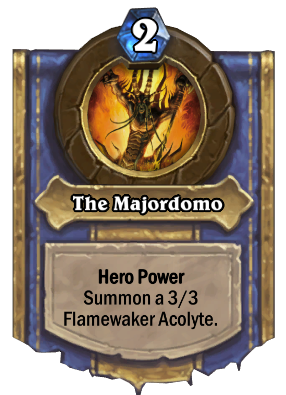 2
The Majordomo
Hero Power
Summon a 3/3
Flamewaker Acolyte.